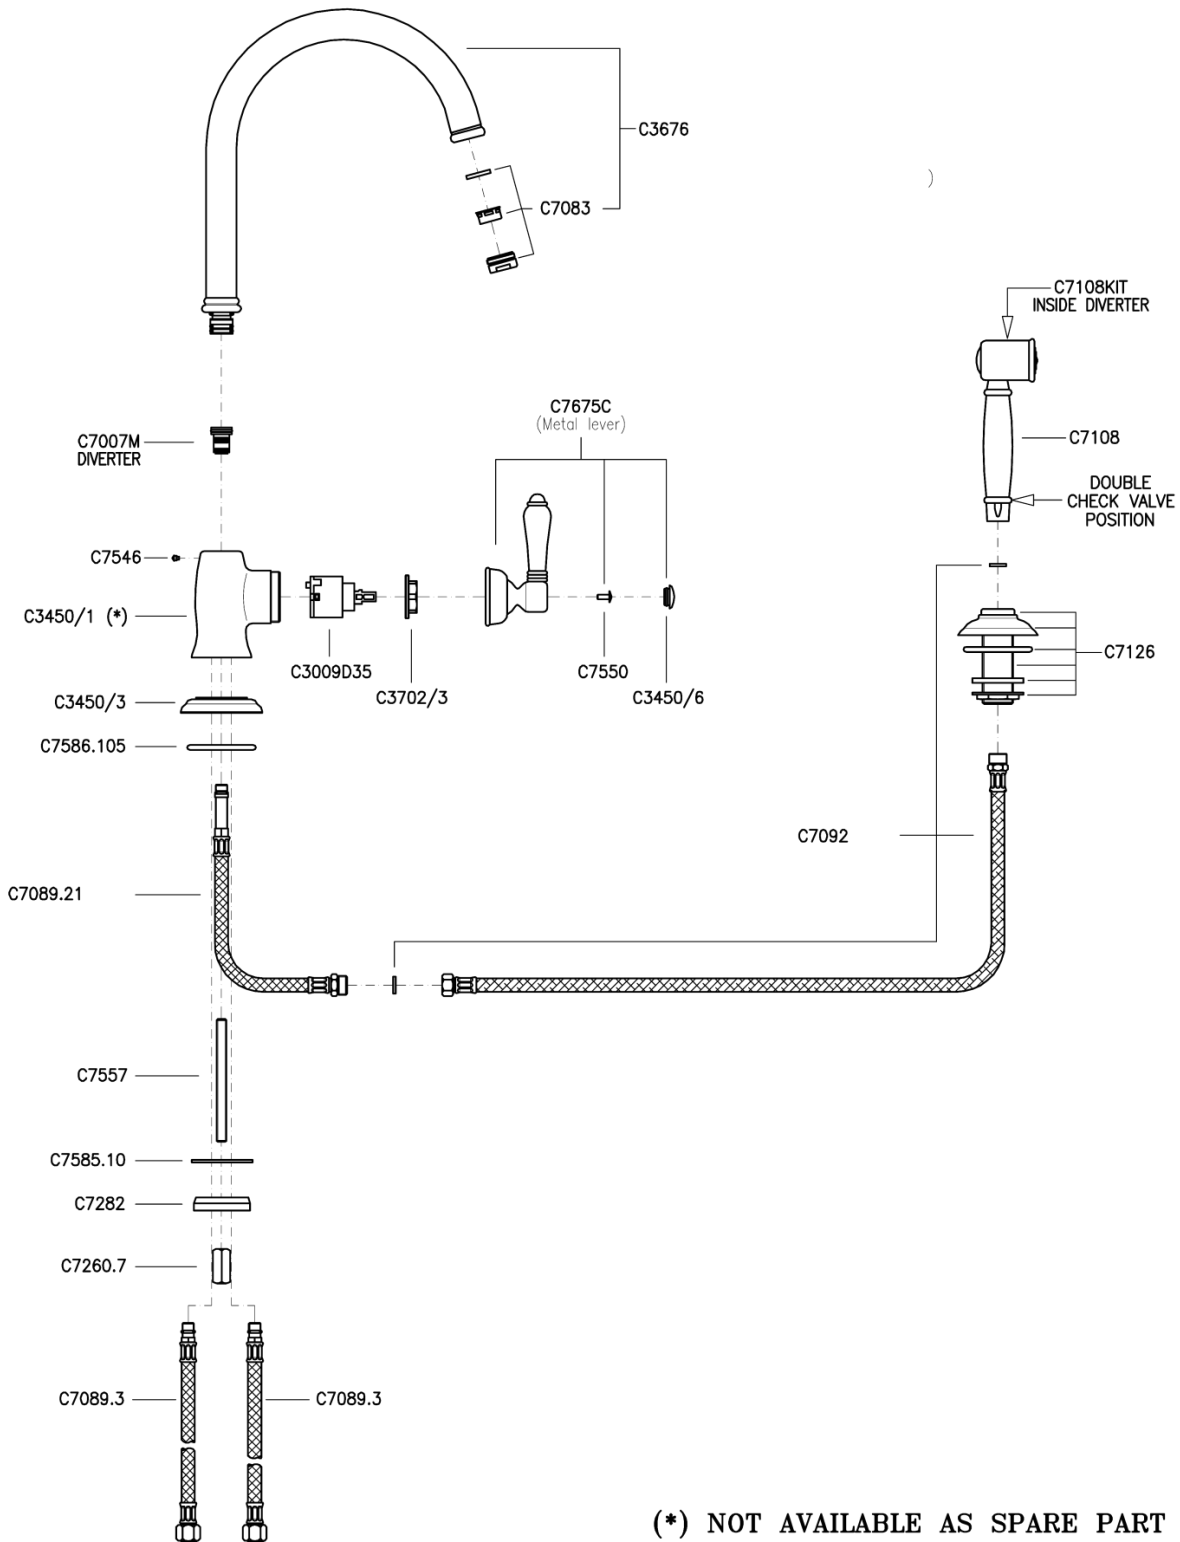 C3676
C7083
)
C7108KIT
INSIDE DIVERTER
C7675C
(Metal lever)
C7007M
DIVERTER
C7108
DOUBLE
CHECK VALVE
POSITION
C7546
C3450/1 (*)
C7126
C3009D35
C7550
C3702/3
C3450/6
C3450/3
C7586.105
C7092
C7089.21
C7557
C7585.10
C7282
C7260.7
C7089.3
C7089.3
(*) NOT AVAILABLE AS SPARE PART